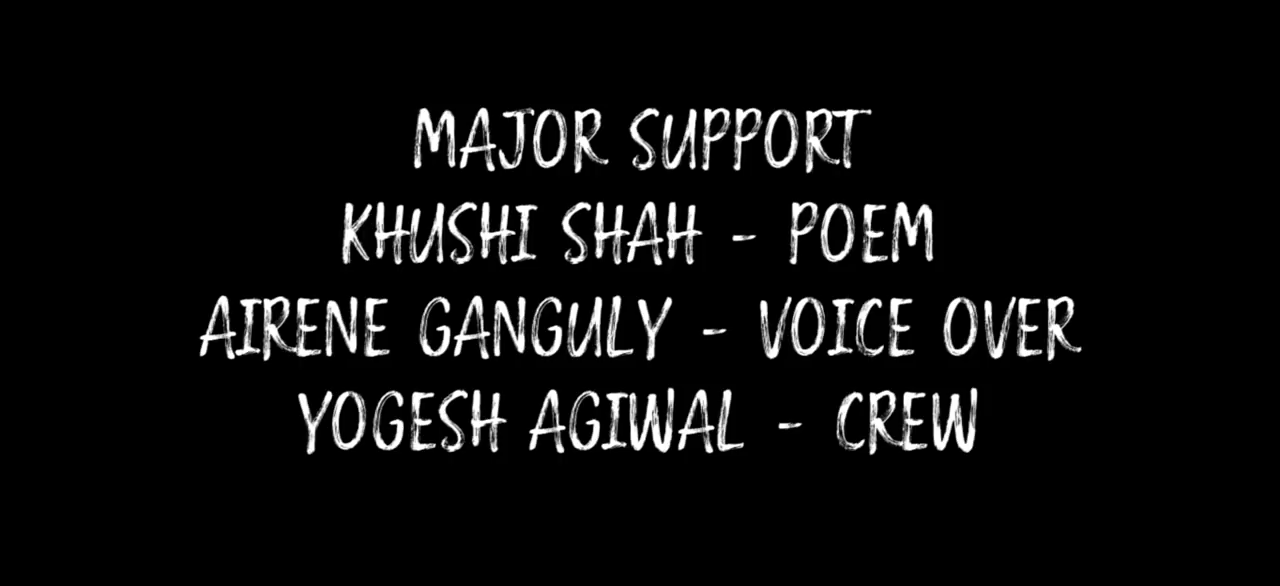 MAJOR SUPPORT
KHUSHI SHAH - POEM
AIRENE GANGULY - VOICE OVER
YOGESH AGIWAL - CREW